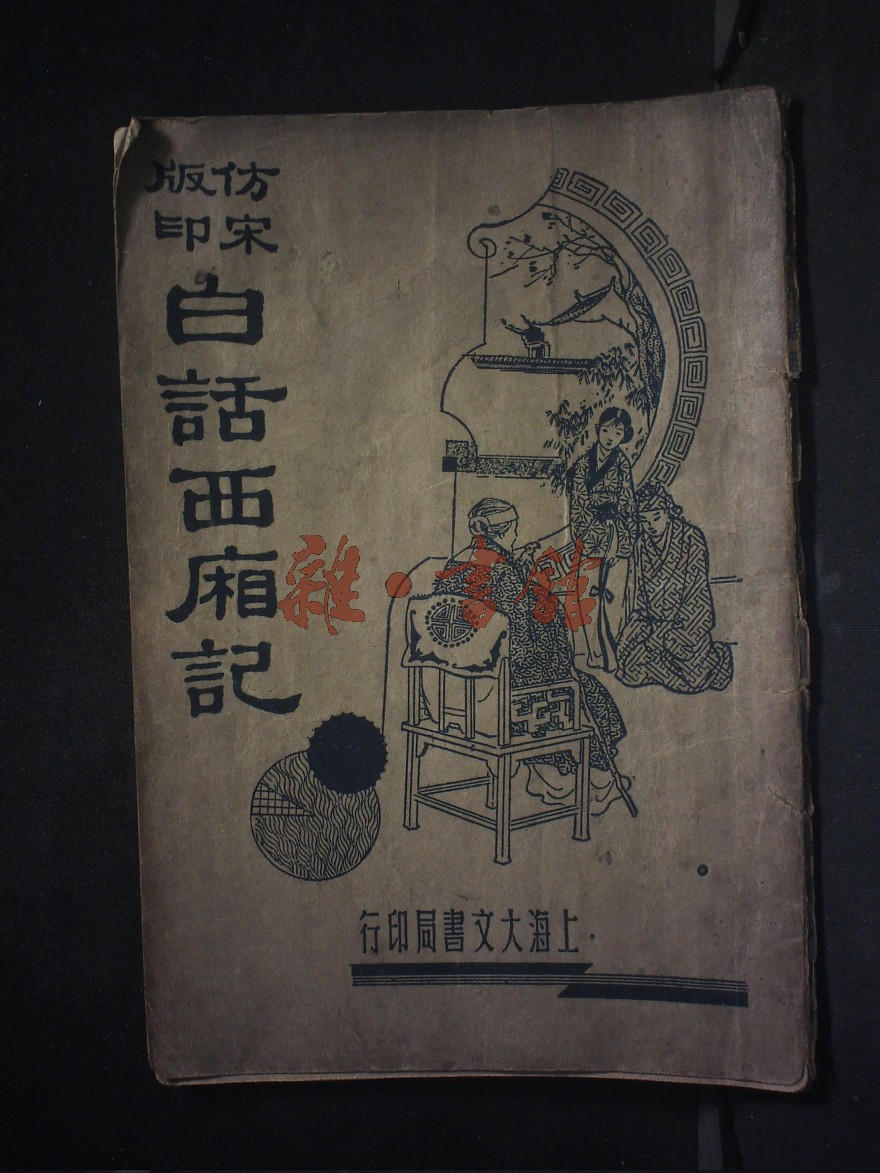 仿宋
版印
白話西廂記
雜·書館
上海大文書局印行